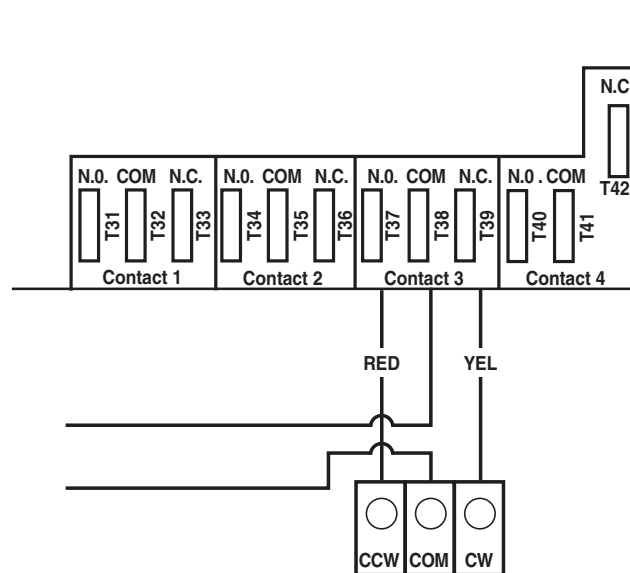 N.C
T42
N.0. COM N.C. N.0. COM N.C. N.0. COM N.C. N.0 . COM
T31 T32 T33 T34 T35 T36 T37 T38 T39 T40 T41
Contact 1 Contact 2 Contact 3 Contact 4
RED YEL
CCW COM CW